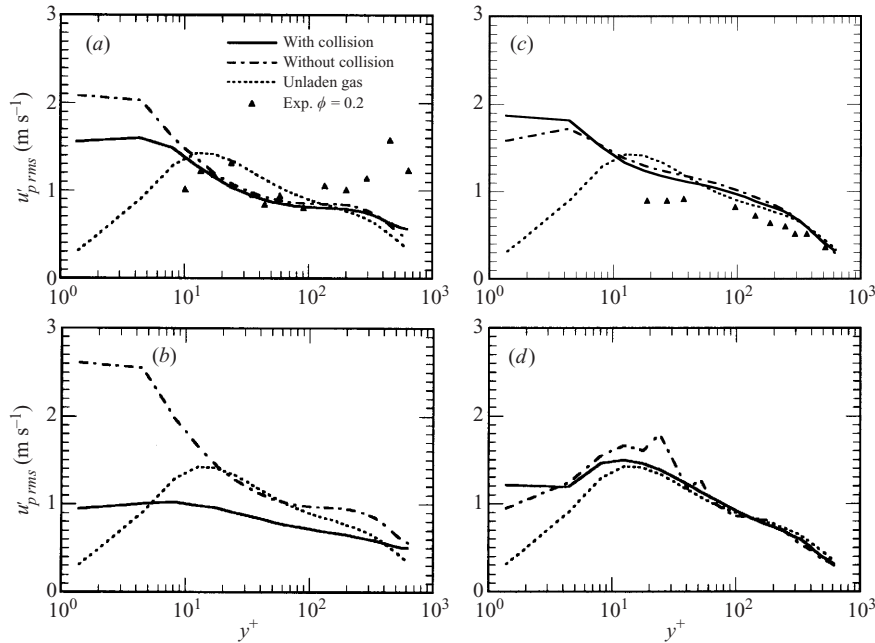 3
(a)
With collision
Without collision
Unladen gas
Exp. ϕ = 0.2
2
u′p rms (m s−1)
1
0
10⁰ 10¹ 10² 10³
3
(c)
2
1
0
10⁰ 10¹ 10² 10³
3
(b)
2
u′p rms (m s−1)
1
0
10⁰ 10¹ 10² 10³
y+
3
(d)
2
1
0
10⁰ 10¹ 10² 10³
y+